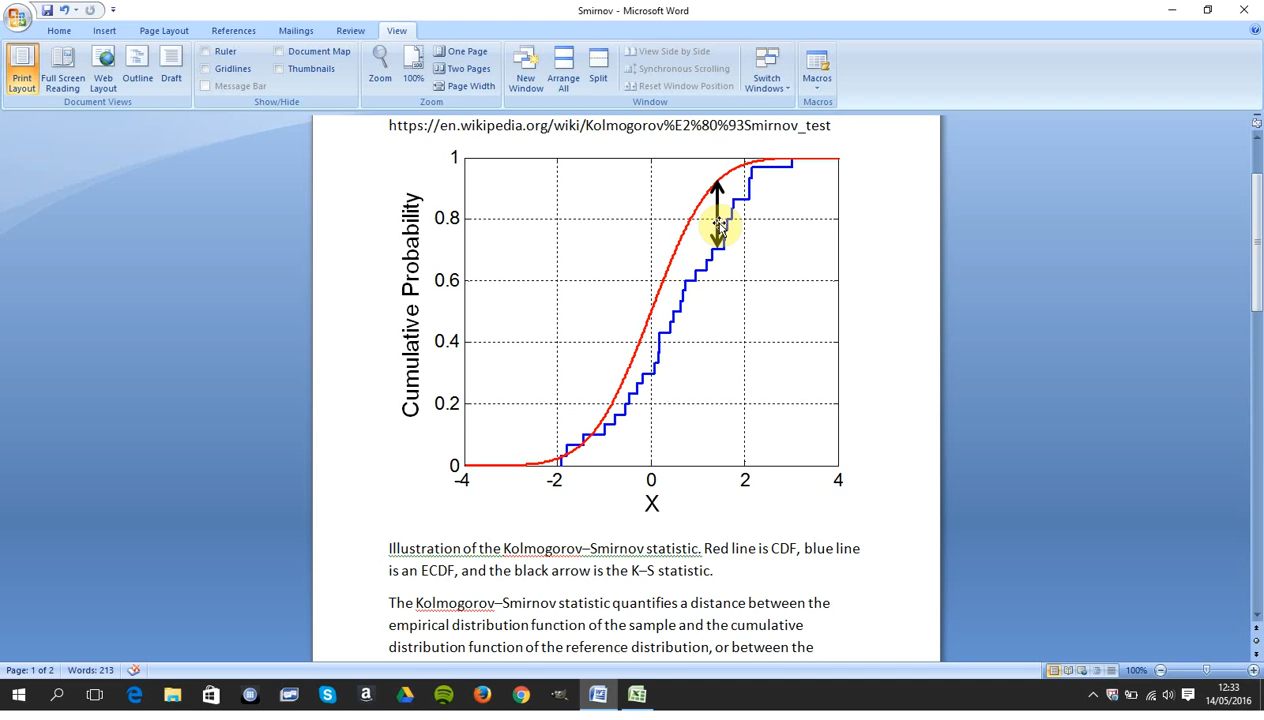 Smirnov - Microsoft Word
Home Insert Page Layout References Mailings Review View
Print Layout
Full Screen Reading
Web Layout
Outline
Draft
Document Views
Ruler
Gridlines
Message Bar
Document Map
Thumbnails
Show/Hide
Zoom
100%
One Page
Two Pages
Page Width
Zoom
New Window
Arrange All
Split
View Side by Side
Synchronous Scrolling
Reset Window Position
Window
Switch Windows
Macros
Macros
https://en.wikipedia.org/wiki/Kolmogorov%E2%80%93Smirnov_test
Cumulative Probability
1
0.8
0.6
0.4
0.2
0
-4 -2 0 2 4
X
Illustration of the Kolmogorov–Smirnov statistic. Red line is CDF, blue line
is an ECDF, and the black arrow is the K–S statistic.
The Kolmogorov–Smirnov statistic quantifies a distance between the
empirical distribution function of the sample and the cumulative
distribution function of the reference distribution, or between the
Page: 1 of 2 Words: 213 100%
12:33
14/05/2016